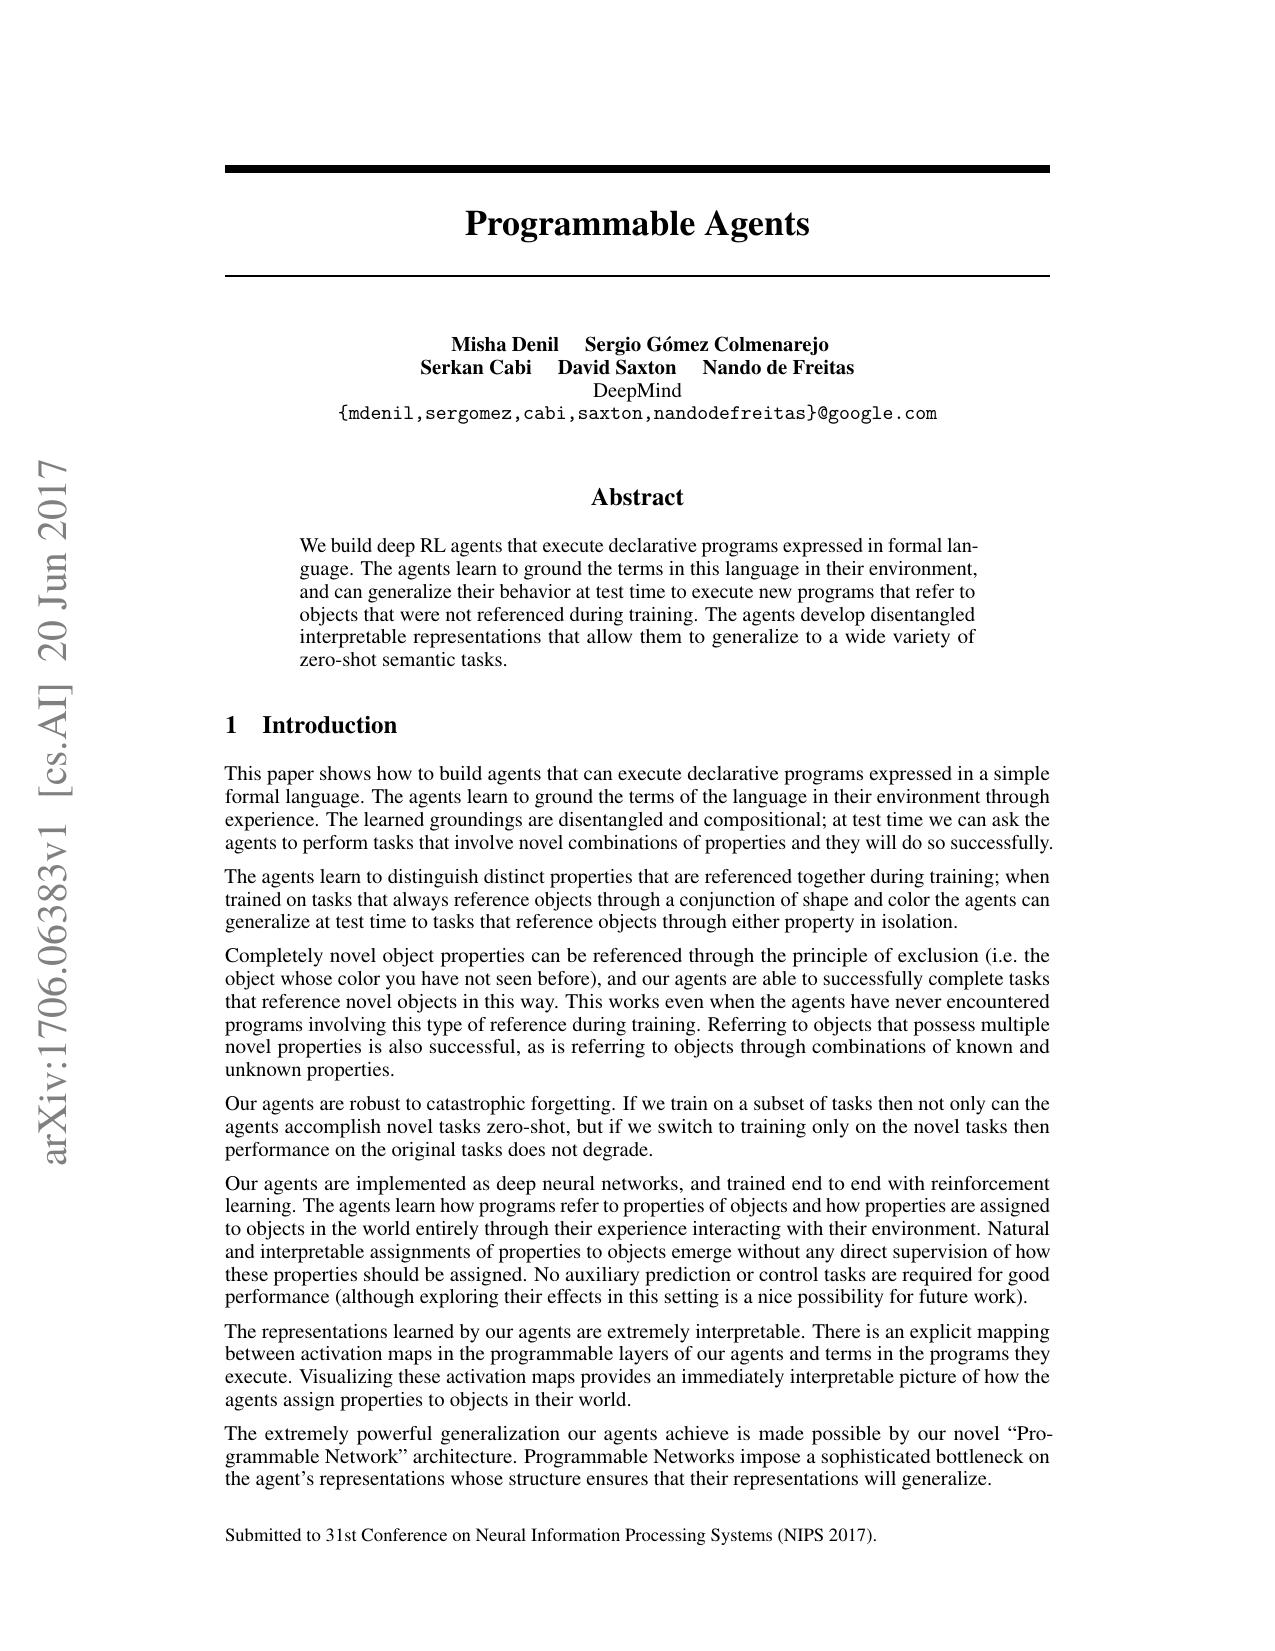 Programmable Agents
Misha Denil Sergio Gómez Colmenarejo
Serkan Cabi David Saxton Nando de Freitas
DeepMind
{mdenil,sergomez,cabi,saxton,nandodefreitas}@google.com
Abstract
We build deep RL agents that execute declarative programs expressed in formal lan-
guage. The agents learn to ground the terms in this language in their environment,
and can generalize their behavior at test time to execute new programs that refer to
objects that were not referenced during training. The agents develop disentangled
interpretable representations that allow them to generalize to a wide variety of
zero-shot semantic tasks.
1 Introduction
This paper shows how to build agents that can execute declarative programs expressed in a simple
formal language. The agents learn to ground the terms of the language in their environment through
experience. The learned groundings are disentangled and compositional; at test time we can ask the
agents to perform tasks that involve novel combinations of properties and they will do so successfully.
The agents learn to distinguish distinct properties that are referenced together during training; when
trained on tasks that always reference objects through a conjunction of shape and color the agents can
generalize at test time to tasks that reference objects through either property in isolation.
Completely novel object properties can be referenced through the principle of exclusion (i.e. the
object whose color you have not seen before), and our agents are able to successfully complete tasks
that reference novel objects in this way. This works even when the agents have never encountered
programs involving this type of reference during training. Referring to objects that possess multiple
novel properties is also successful, as is referring to objects through combinations of known and
unknown properties.
Our agents are robust to catastrophic forgetting. If we train on a subset of tasks then not only can the
agents accomplish novel tasks zero-shot, but if we switch to training only on the novel tasks then
performance on the original tasks does not degrade.
Our agents are implemented as deep neural networks, and trained end to end with reinforcement
learning. The agents learn how programs refer to properties of objects and how properties are assigned
to objects in the world entirely through their experience interacting with their environment. Natural
and interpretable assignments of properties to objects emerge without any direct supervision of how
these properties should be assigned. No auxiliary prediction or control tasks are required for good
performance (although exploring their effects in this setting is a nice possibility for future work).
The representations learned by our agents are extremely interpretable. There is an explicit mapping
between activation maps in the programmable layers of our agents and terms in the programs they
execute. Visualizing these activation maps provides an immediately interpretable picture of how the
agents assign properties to objects in their world.
The extremely powerful generalization our agents achieve is made possible by our novel “Pro-
grammable Network” architecture. Programmable Networks impose a sophisticated bottleneck on
the agent’s representations whose structure ensures that their representations will generalize.
Submitted to 31st Conference on Neural Information Processing Systems (NIPS 2017).
arXiv:1706.06383v1 [cs.AI] 20 Jun 2017